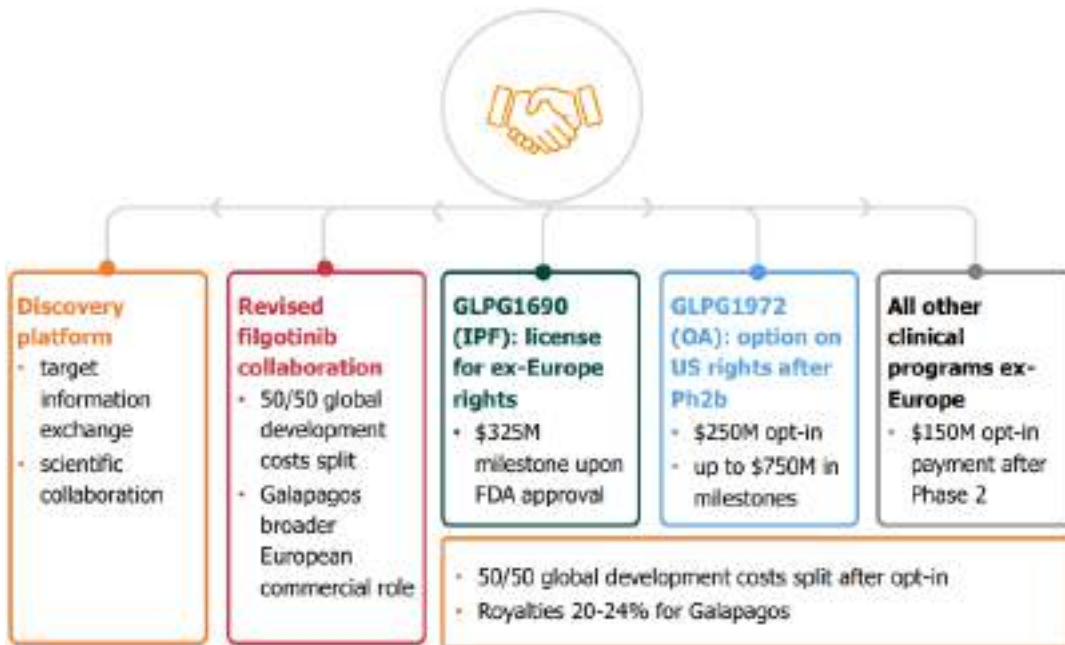 Discovery
platform
• target
information
exchange
• scientific
collaboration
Revised
filgotinib
collaboration
• 50/50 global
development
costs split
• Galapagos
broader
European
commercial role
GLPG1690
(IPF): license
for ex-Europe
rights
• $325M
milestone upon
FDA approval
GLPG1972
(OA): option on
US rights after
Ph2b
• $250M opt-in
• up to $750M in
milestones
All other
clinical
programs ex-
Europe
• $150M opt-in
payment after
Phase 2
• 50/50 global development costs split after opt-in
• Royalties 20-24% for Galapagos